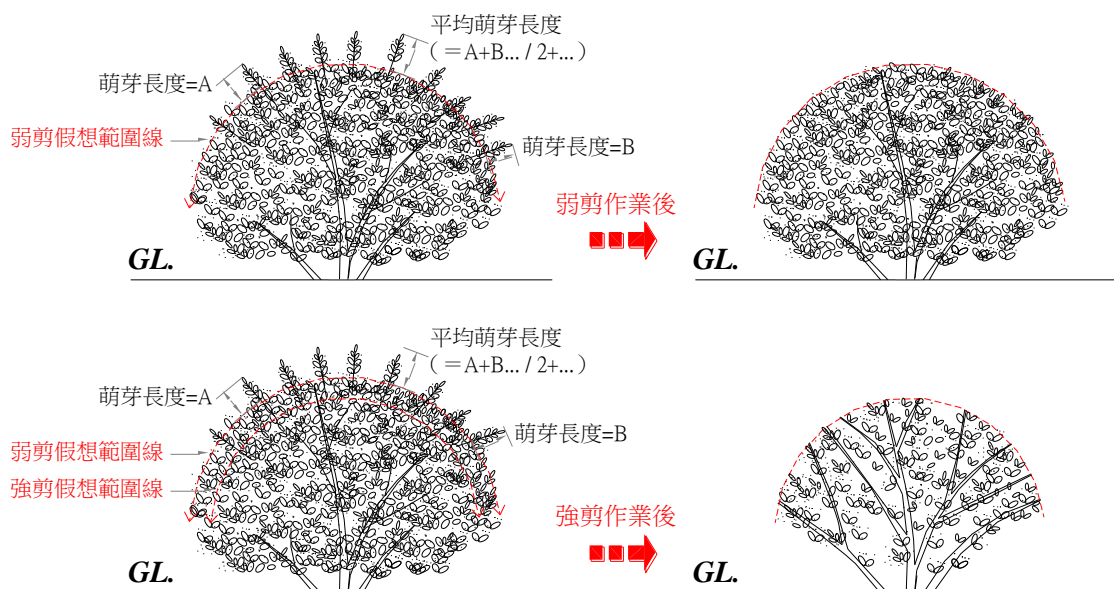 平均萌芽長度
（＝A+B... / 2+...）
萌芽長度=A
弱剪假想範圍線
萌芽長度=B
弱剪作業後
GL.
GL.
平均萌芽長度
（＝A+B... / 2+...）
萌芽長度=A
萌芽長度=B
弱剪假想範圍線
強剪假想範圍線
強剪作業後
GL.
GL.